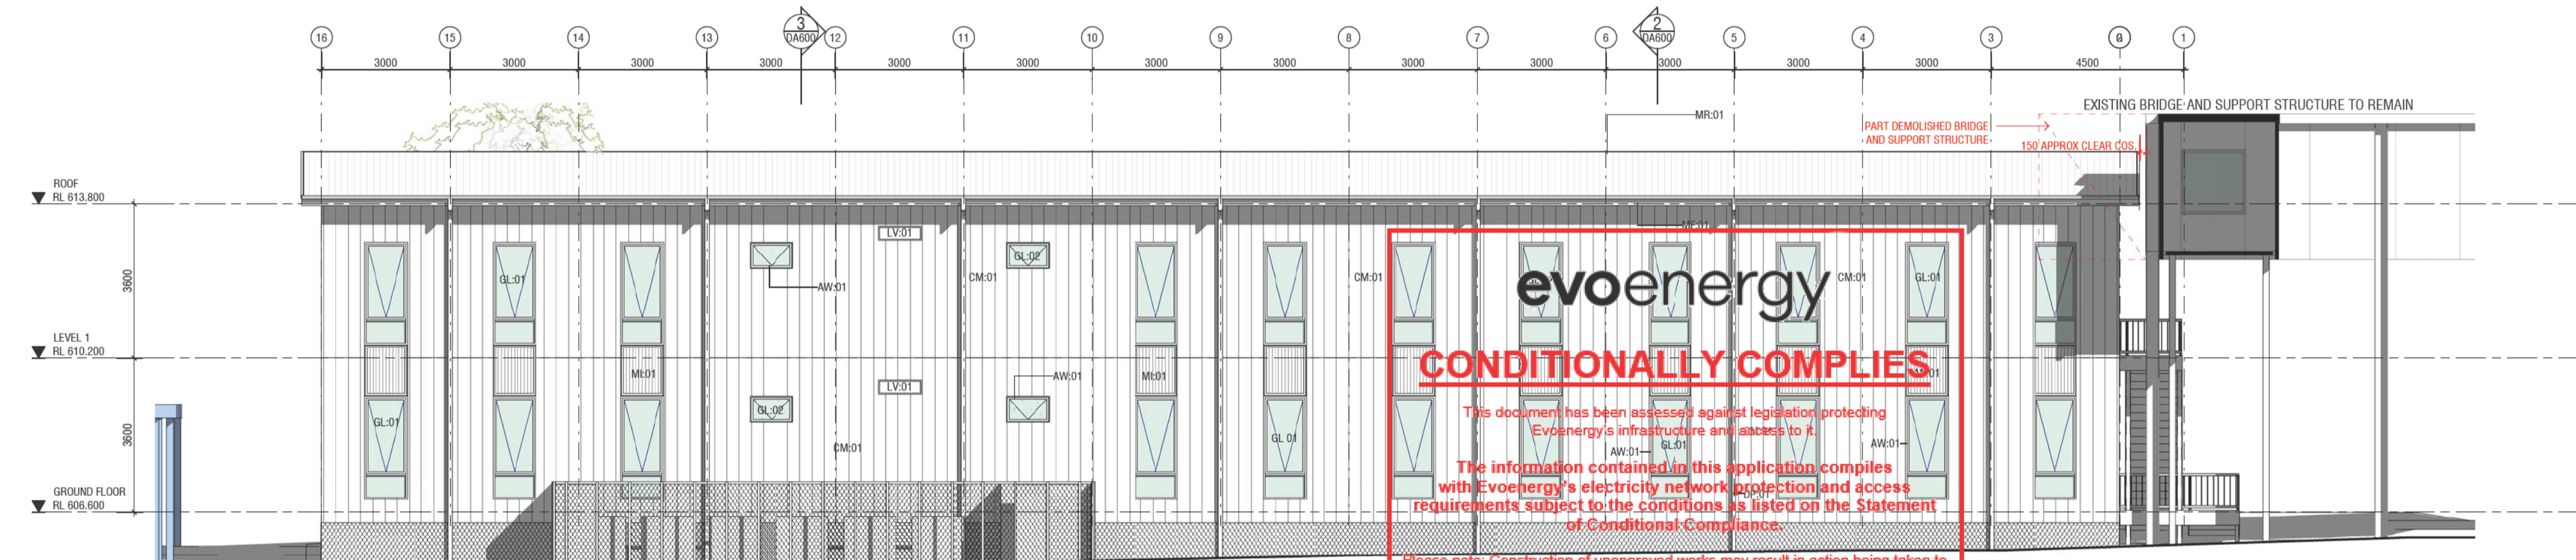 3
2
16 15 14 13 DA600 12 11 10 9 8 7 6 DA600 5 4 3 1
3000 3000 3000 3000 3000 3000 3000 3000 3000 3000 3000 3000 3000 4500
EXISTING BRIDGE AND SUPPORT STRUCTURE TO REMAIN
MR:01
PART DEMOLISHED BRIDGE
AND SUPPORT STRUCTURE
150 APPROX CLEAR COS.
ROOF
RL 613.800
MF:01
LV:01
GL:02
3600
GL:01
AW:01
CM:01
CM:01
CM:01
GL:01
evoenergy
LEVEL 1
RL 610.200
CONDITIONALLY COMPLIES
MI:01
AW:01
MI:01
LV:01
GL:02
This document has been assessed against legislation protecting
Evoenergy's infrastructure and access to it.
3600
GL:01
CM:01
GL 01
AW:01
GL:01
AW:01
The information contained in this application compiles
with Evoenergy's electricity network protection and access
requirements subject to the conditions as listed on the Statement
of Conditional Compliance.
DP:01
GROUND FLOOR
RL 606.600